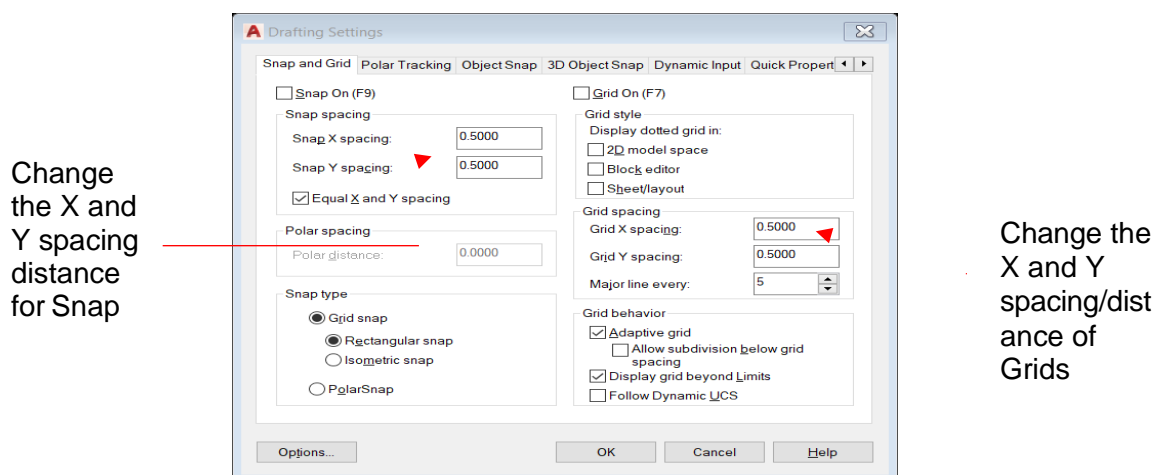 Drafting Settings
Snap and Grid Polar Tracking Object Snap 3D Object Snap Dynamic Input Quick Propert
Snap On (F9)
Snap spacing
Snap X spacing: 0.5000
Snap Y spacing: 0.5000
Equal X and Y spacing
Polar spacing
Polar distance: 0.0000
Snap type
Grid snap
Rectangular snap
Isometric snap
PolarSnap
Grid On (F7)
Grid style
Display dotted grid in:
2D model space
Block editor
Sheet/layout
Grid spacing
Grid X spacing: 0.5000
Grid Y spacing: 0.5000
Major line every: 5
Grid behavior
Adaptive grid
Allow subdivision below grid
spacing
Display grid beyond Limits
Follow Dynamic UCS
Options... OK Cancel Help
Change
the X and
Y spacing
distance
for Snap
Change the
X and Y
spacing/dist
ance of
Grids